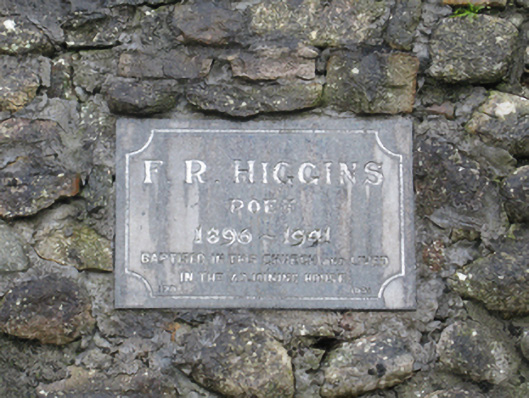 F. R. HIGGINS
POET
1896 ~ 1941
BAPTISED IN THIS CHURCH AND LIVED
IN THE ADJOINING HOUSE